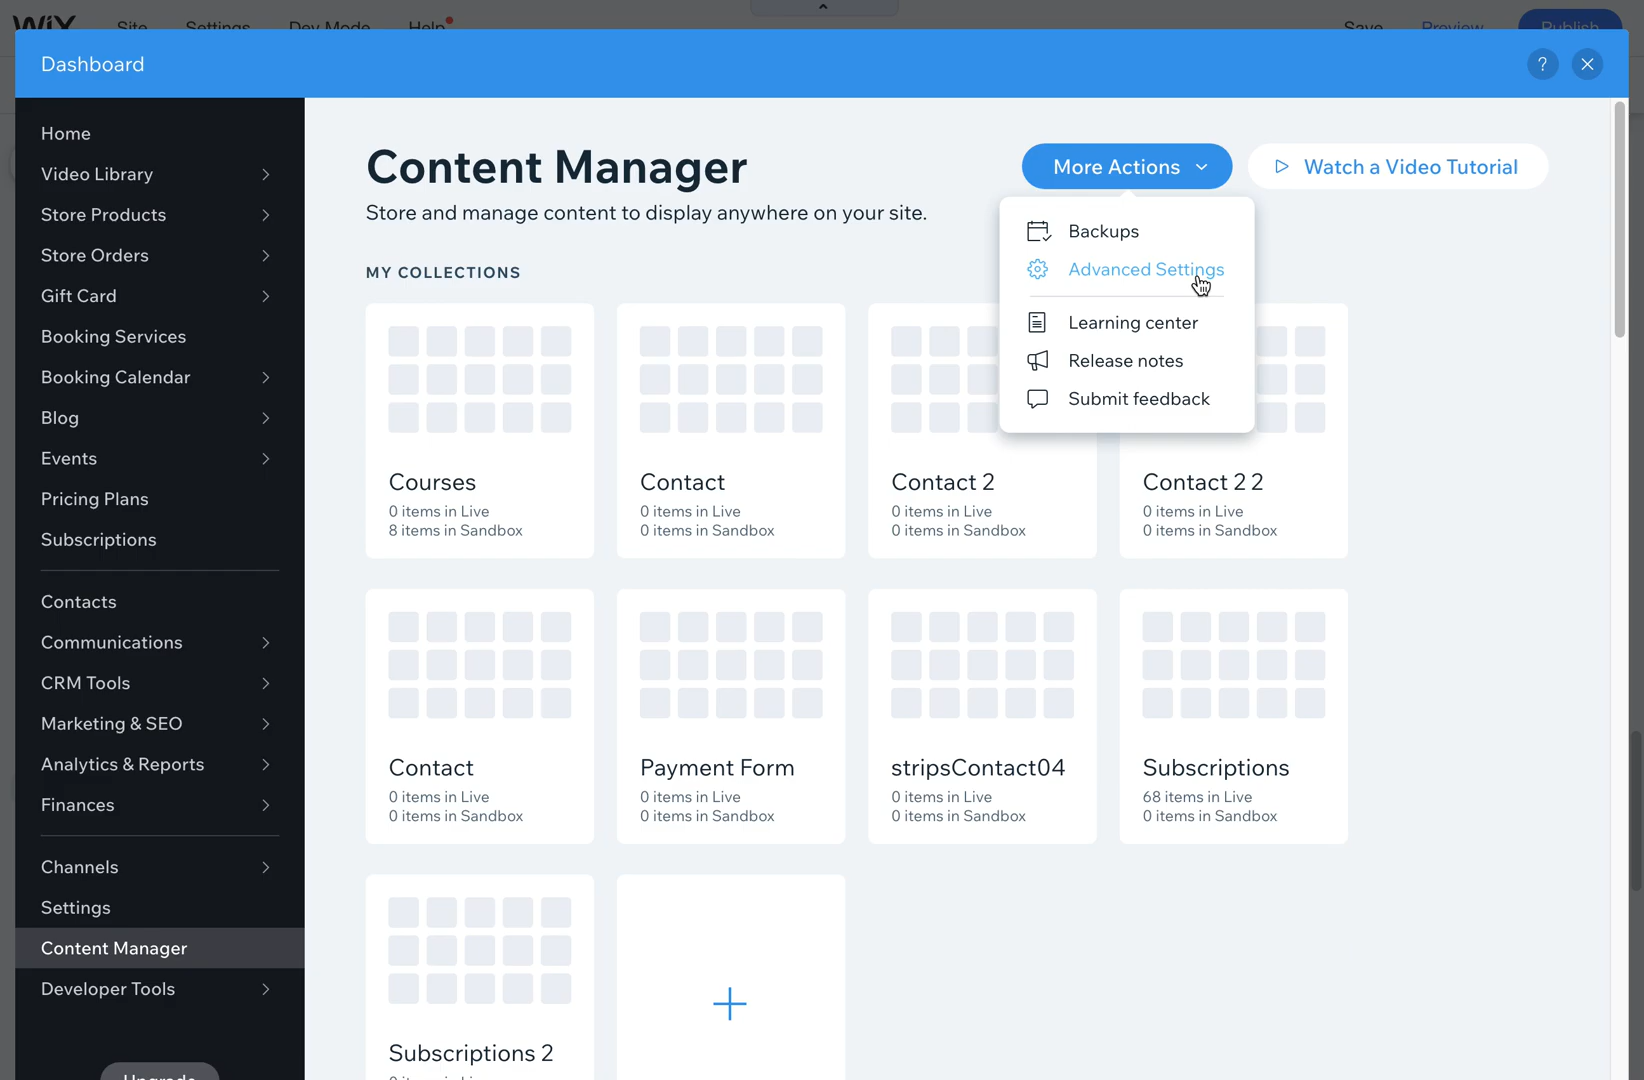 WIX
Site
Settings
Dev Mode
Help
Save
Preview
Publish
Dashboard
?
Home
Video Library
Store Products
Store Orders
Gift Card
Booking Services
Booking Calendar
Blog
Events
Pricing Plans
Subscriptions
Contacts
Communications
CRM Tools
Marketing & SEO
Analytics & Reports
Finances
Channels
Settings
Content Manager
Developer Tools
Upgrade
Content Manager
Store and manage content to display anywhere on your site.
More Actions
Watch a Video Tutorial
Backups
Advanced Settings
Learning center
Release notes
Submit feedback
MY COLLECTIONS
Courses
0 items in Live
8 items in Sandbox
Contact
0 items in Live
0 items in Sandbox
Contact 2
0 items in Live
0 items in Sandbox
Contact 2 2
0 items in Live
0 items in Sandbox
Contact
0 items in Live
0 items in Sandbox
Payment Form
0 items in Live
0 items in Sandbox
stripsContact04
0 items in Live
0 items in Sandbox
Subscriptions
68 items in Live
0 items in Sandbox
Subscriptions 2